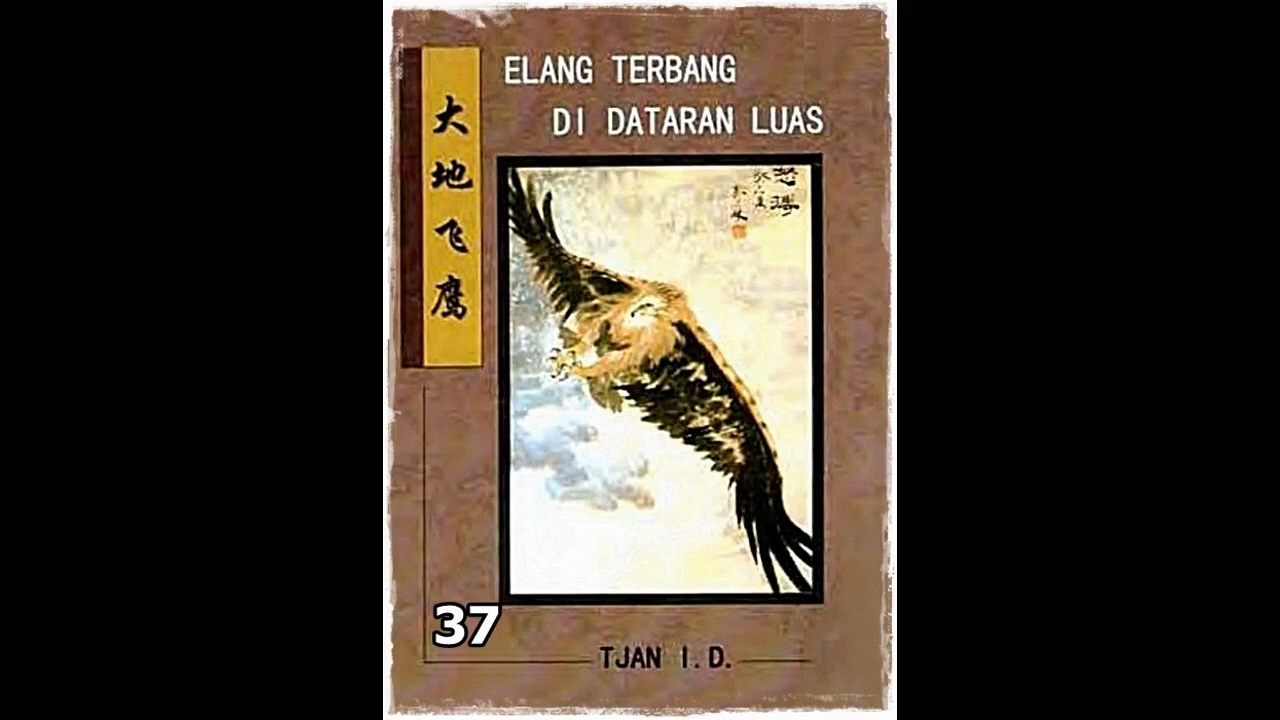 ELANG TERBANG
DI DATARAN LUAS
大地飞鹰
37
TJAN I.D.